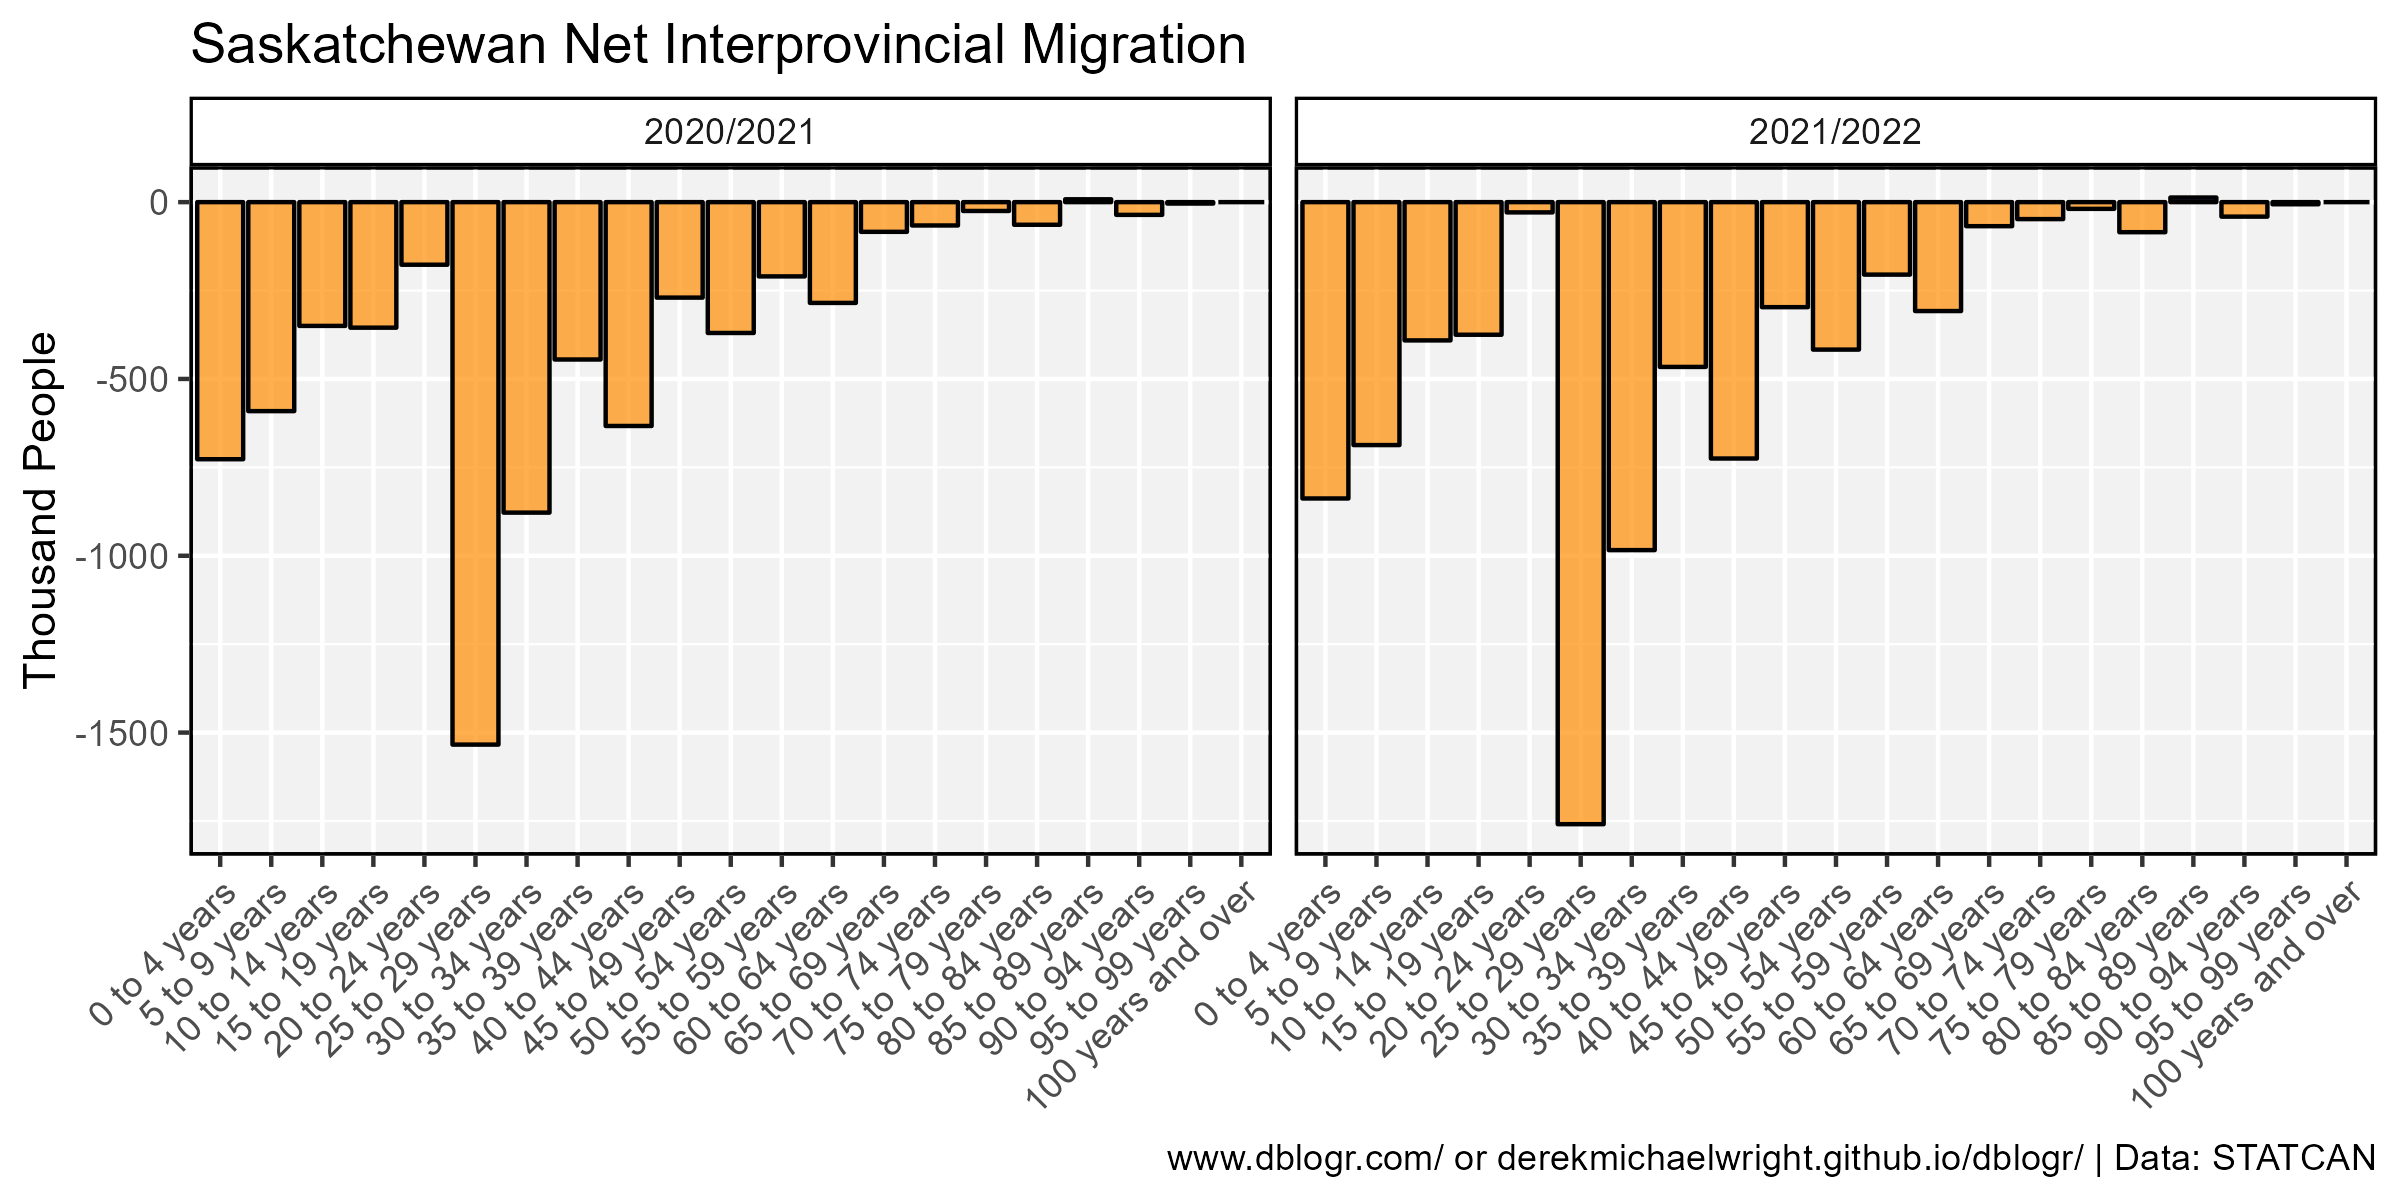 Saskatchewan Net Interprovincial Migration
2020/2021
2021/2022
Thousand People
0
-500
-1000
-1500
0 to 4 years
5 to 9 years
10 to 14 years
15 to 19 years
20 to 24 years
25 to 29 years
30 to 34 years
35 to 39 years
40 to 44 years
45 to 49 years
50 to 54 years
55 to 59 years
60 to 64 years
65 to 69 years
70 to 74 years
75 to 79 years
80 to 84 years
85 to 89 years
90 to 94 years
95 to 99 years
100 years and over
0 to 4 years
5 to 9 years
10 to 14 years
15 to 19 years
20 to 24 years
25 to 29 years
30 to 34 years
35 to 39 years
40 to 44 years
45 to 49 years
50 to 54 years
55 to 59 years
60 to 64 years
65 to 69 years
70 to 74 years
75 to 79 years
80 to 84 years
85 to 89 years
90 to 94 years
95 to 99 years
100 years and over
www.dblogr.com/ or derekmichaelwright.github.io/dblogr/ | Data: STATCAN